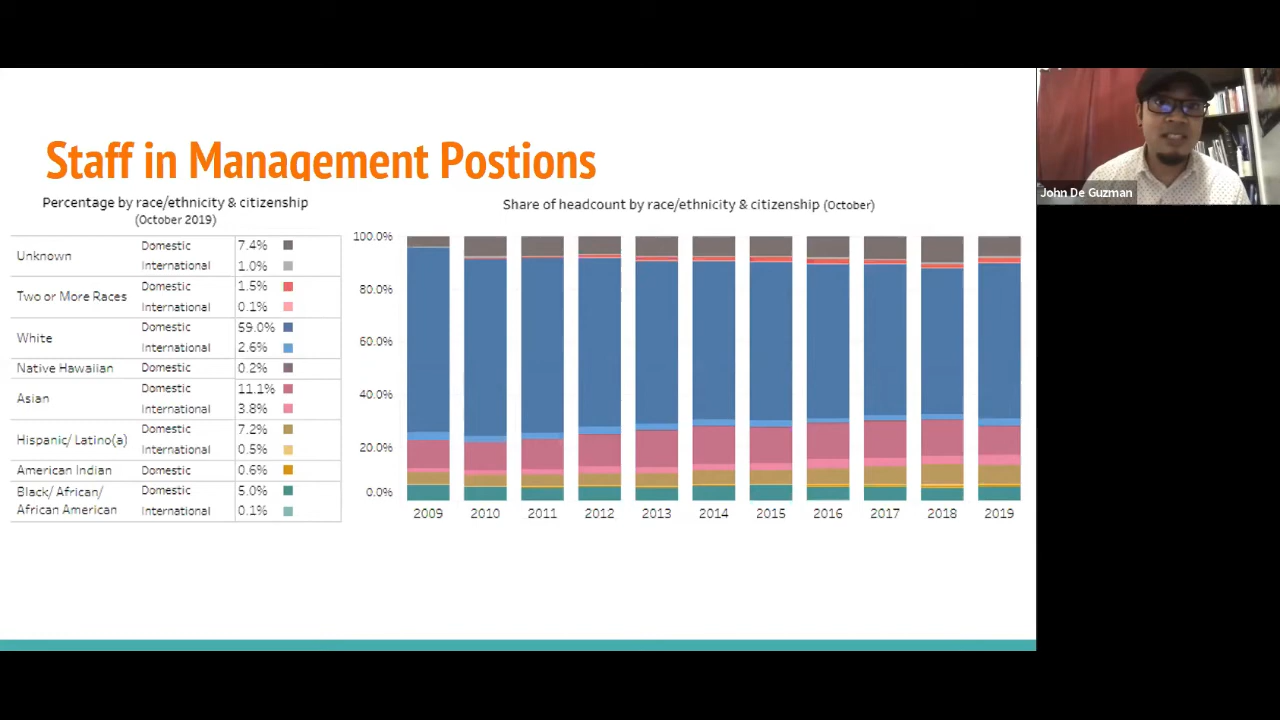 Staff in Management Postions
Percentage by race/ethnicity & citizenship
(October 2019)
Unknown
Domestic 7.4%
International 1.0%
Two or More Races
Domestic 1.5%
International 0.1%
White
Domestic 59.0%
International 2.6%
Native Hawaiian Domestic 0.2%
Asian
Domestic 11.1%
International 3.8%
Hispanic/ Latino(a)
Domestic 7.2%
International 0.5%
American Indian Domestic 0.6%
Black/ African/ Domestic 5.0%
African American International 0.1%
Share of headcount by race/ethnicity & citizenship (October)
100.0%
80.0%
60.0%
40.0%
20.0%
0.0%
2009 2010 2011 2012 2013 2014 2015 2016 2017 2018 2019
John De Guzman